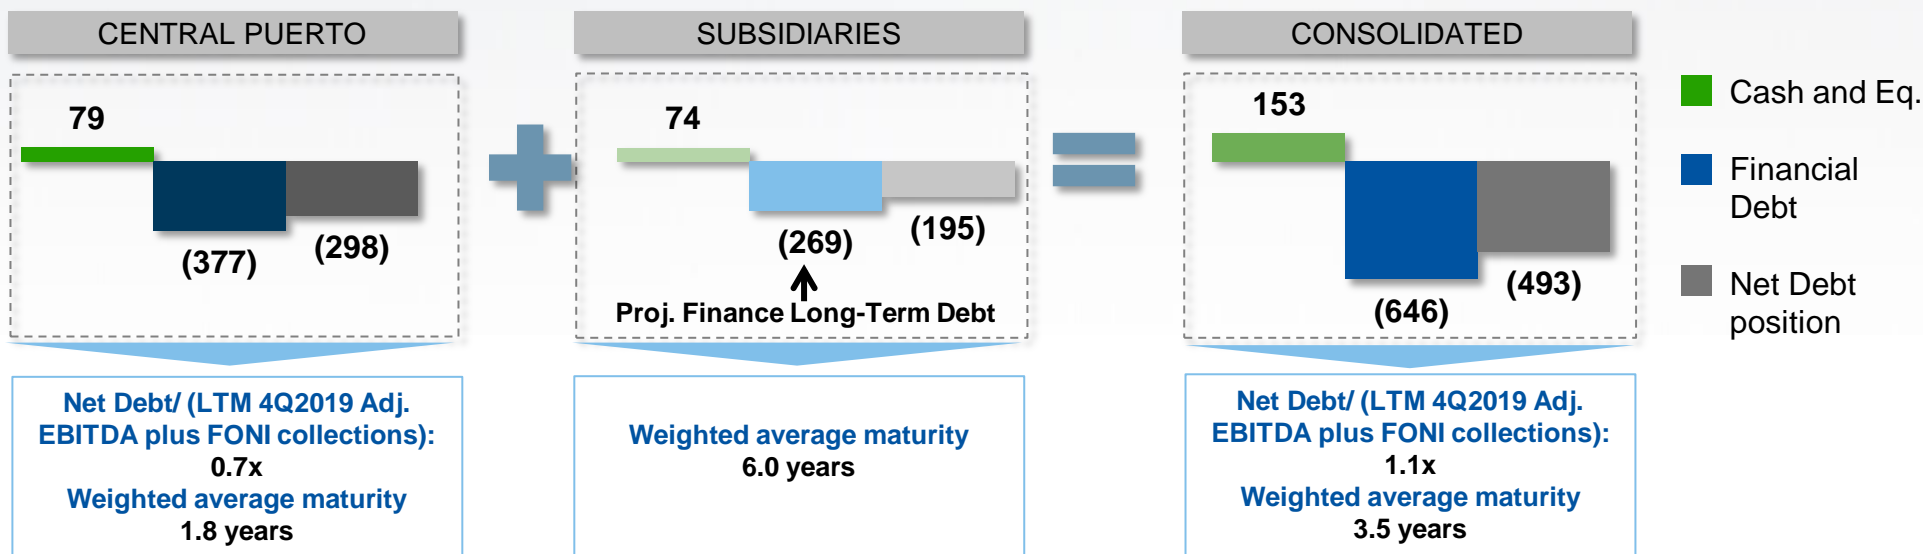 CENTRAL PUERTO
79
(377)
(298)
Net Debt/ (LTM 4Q2019 Adj.
EBITDA plus FONI collections):
0.7x
Weighted average maturity
1.8 years
SUBSIDIARIES
74
(269)
(195)
Proj. Finance Long-Term Debt
Weighted average maturity
6.0 years
CONSOLIDATED
153
(646)
(493)
Net Debt/ (LTM 4Q2019 Adj.
EBITDA plus FONI collections):
1.1x
Weighted average maturity
3.5 years
Cash and Eq.
Financial
Debt
Net Debt
position